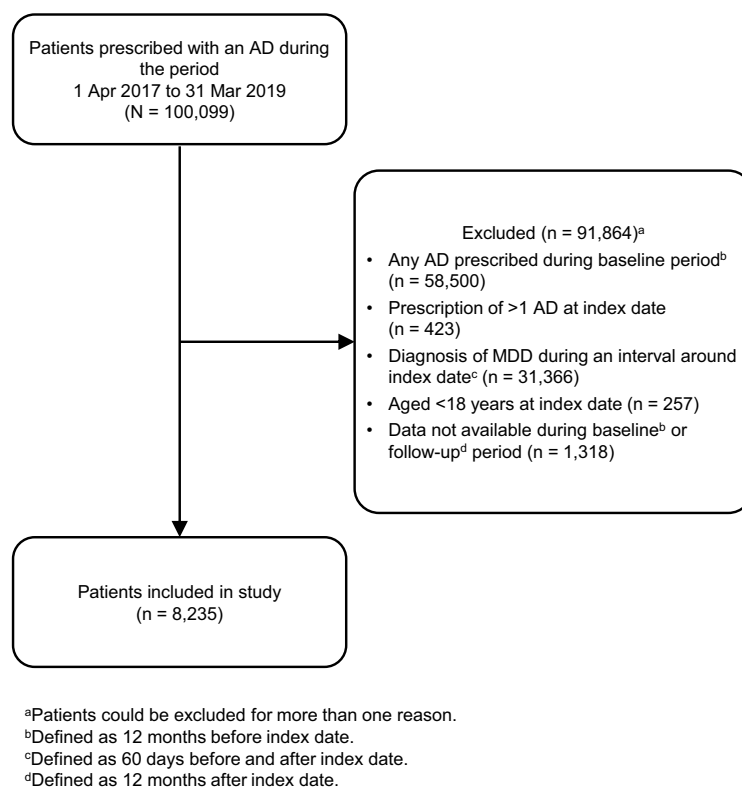 Patients prescribed with an AD during
the period
1 Apr 2017 to 31 Mar 2019
(N = 100,099)
Excluded (n = 91,864)ᵃ
• Any AD prescribed during baseline periodᵇ
(n = 58,500)
• Prescription of >1 AD at index date
(n = 423)
• Diagnosis of MDD during an interval around
index dateᶜ (n = 31,366)
• Aged <18 years at index date (n = 257)
• Data not available during baselineᵇ or
follow-upᵈ period (n = 1,318)
Patients included in study
(n = 8,235)
ᵃPatients could be excluded for more than one reason.
ᵇDefined as 12 months before index date.
ᶜDefined as 60 days before and after index date.
ᵈDefined as 12 months after index date.